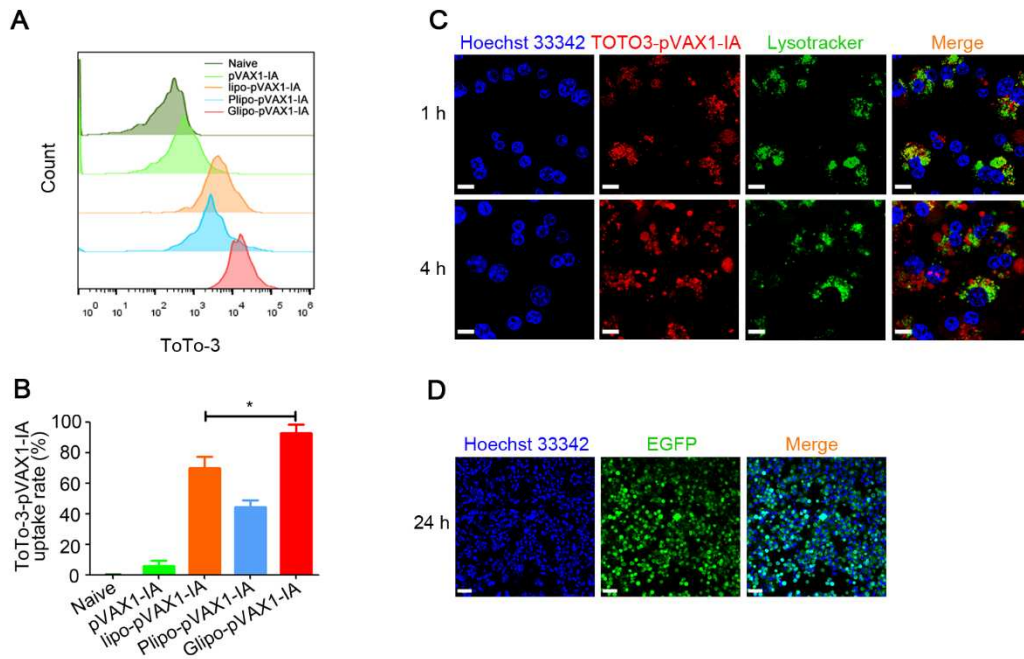 A
Naive
pVAX1-IA
lipo-pVAX1-IA
Plipo-pVAX1-IA
Glipo-pVAX1-IA
Count
10^0 10^1 10^2 10^3 10^4 10^5 10^6
ToTo-3
B
ToTo-3-pVAX1-IA
uptake rate (%)
100
80
60
40
20
0
*
Naive
pVAX1-IA
lipo-pVAX1-IA
Plipo-pVAX1-IA
Glipo-pVAX1-IA
C
Hoechst 33342 TOTO3-pVAX1-IA Lysotracker Merge
1 h
4 h
D
Hoechst 33342 EGFP Merge
24 h